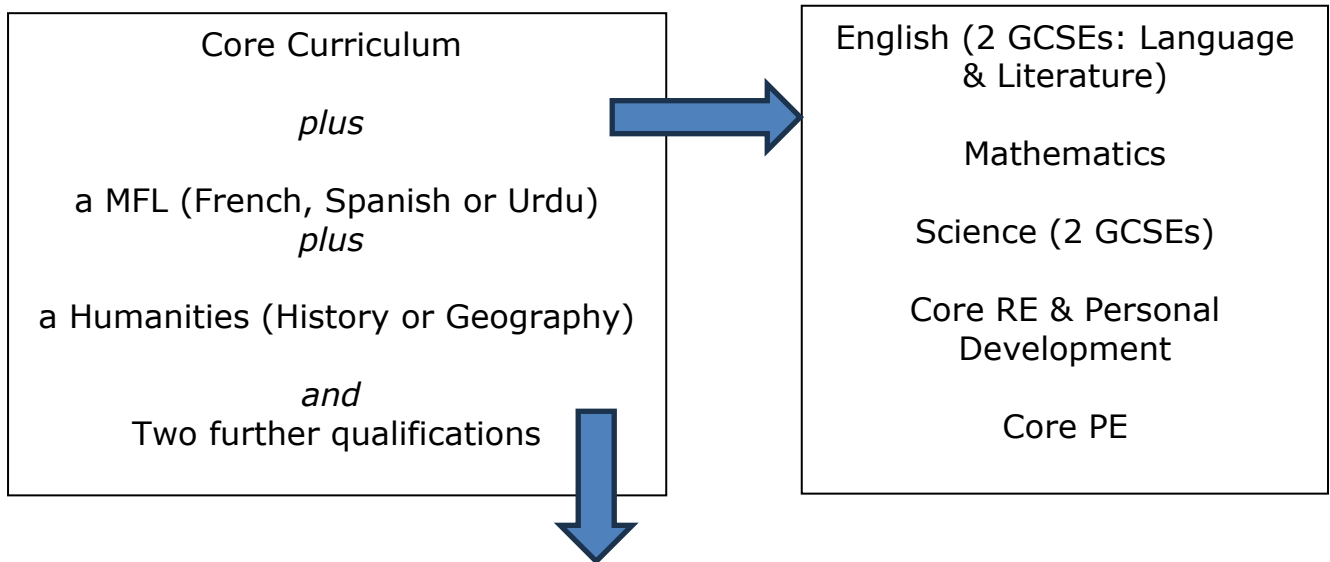 Core Curriculum
plus
a MFL (French, Spanish or Urdu)
plus
a Humanities (History or Geography)
and
Two further qualifications
English (2 GCSEs: Language
& Literature)
Mathematics
Science (2 GCSEs)
Core RE & Personal
Development
Core PE